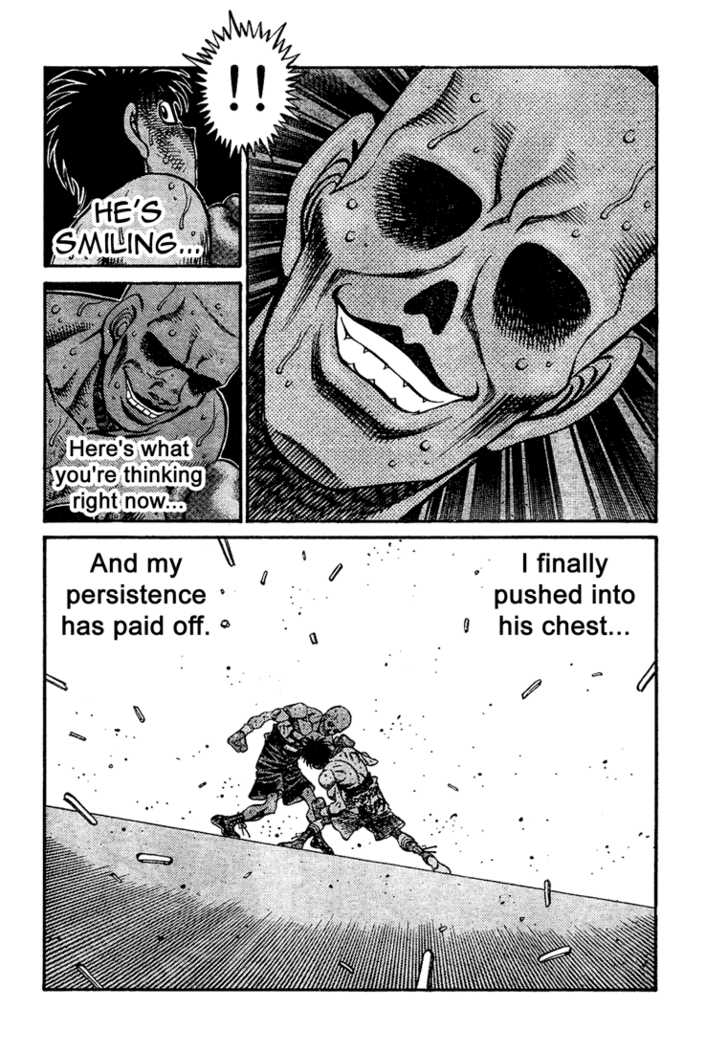 !!
HE'S
SMILING...
Here's what
you're thinking
right now...
I finally
pushed into
his chest...
And my
persistence
has paid off.